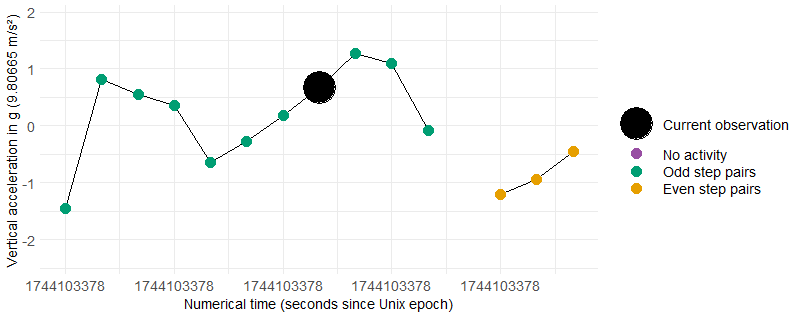 Vertical acceleration in g (9.80665 m/s²)
2
1
0
-1
-2
1744103378 1744103378 1744103378 1744103378 1744103378
Numerical time (seconds since Unix epoch)
Current observation
No activity
Odd step pairs
Even step pairs